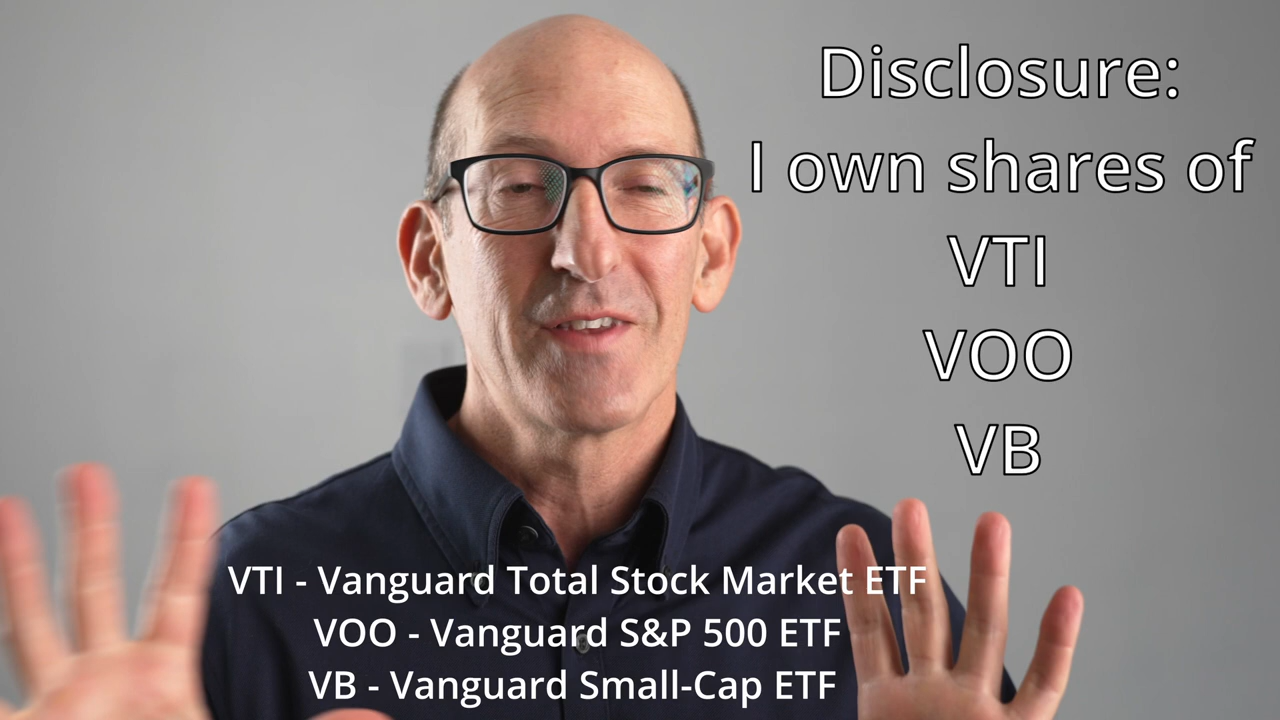 Disclosure:
I own shares of
VTI
VOO
VB
VTI - Vanguard Total Stock Market ETF
VOO - Vanguard S&P 500 ETF
VB - Vanguard Small-Cap ETF